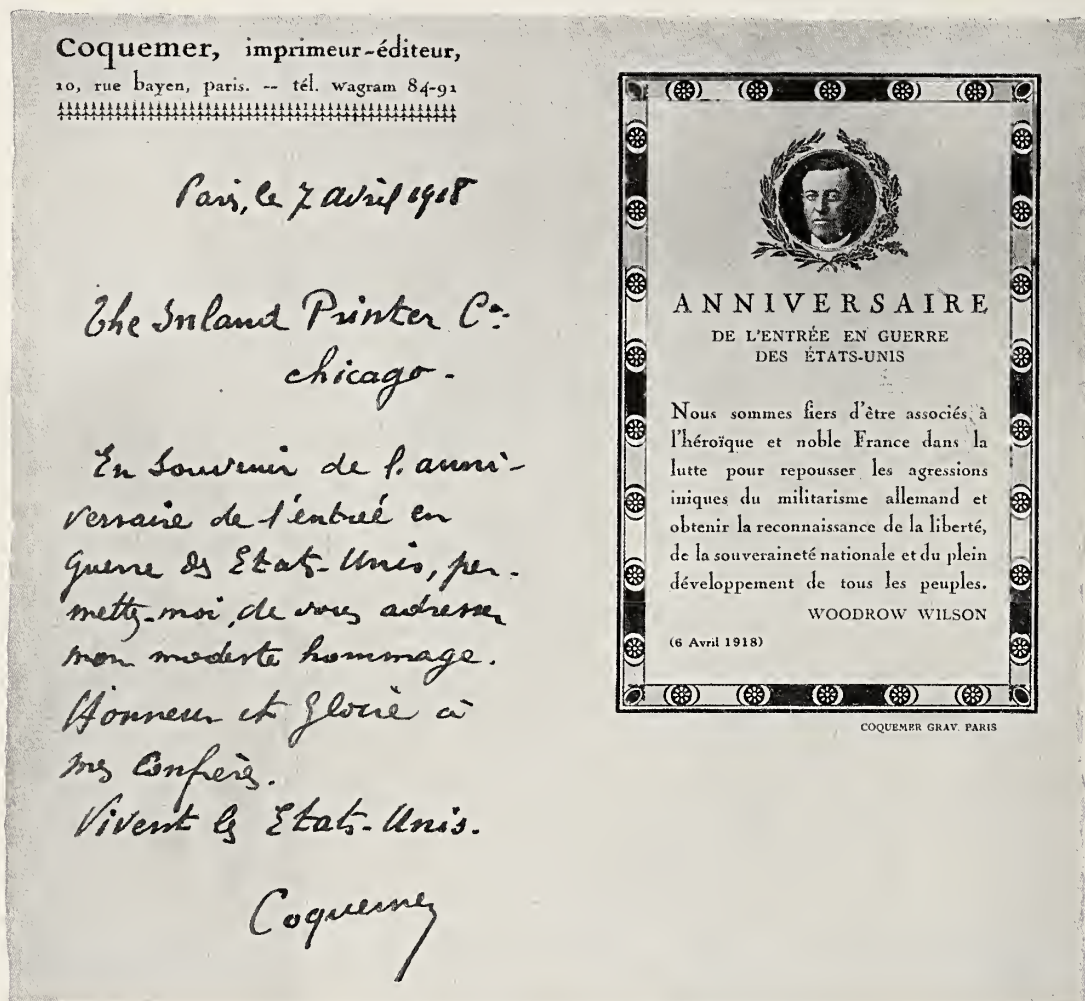 Coquemer, imprimeur-éditeur,
10, rue bayen, paris. -- tél. wagram 84-91
Paris, le 7 avril 1918
The Inland Printer Co.
chicago -
En Souvenir de l'anni-
versaire de l'entrée en
Guerre des Etats-Unis, per-
mettez-moi, de vous adresser
mon modeste hommage.
Honneur et Gloire à
mes Confrères.
Vivent les Etats-Unis.
Coquemer
ANNIVERSAIRE
DE L'ENTRÉE EN GUERRE
DES ÉTATS-UNIS
Nous sommes fiers d'être associés à
l'héroïque et noble France dans la
lutte pour repousser les agressions
iniques du militarisme allemand et
obtenir la reconnaissance de la liberté,
de la souveraineté nationale et du plein
développement de tous les peuples.
WOODROW WILSON
(6 Avril 1918)
COQUEMER GRAV. PARIS